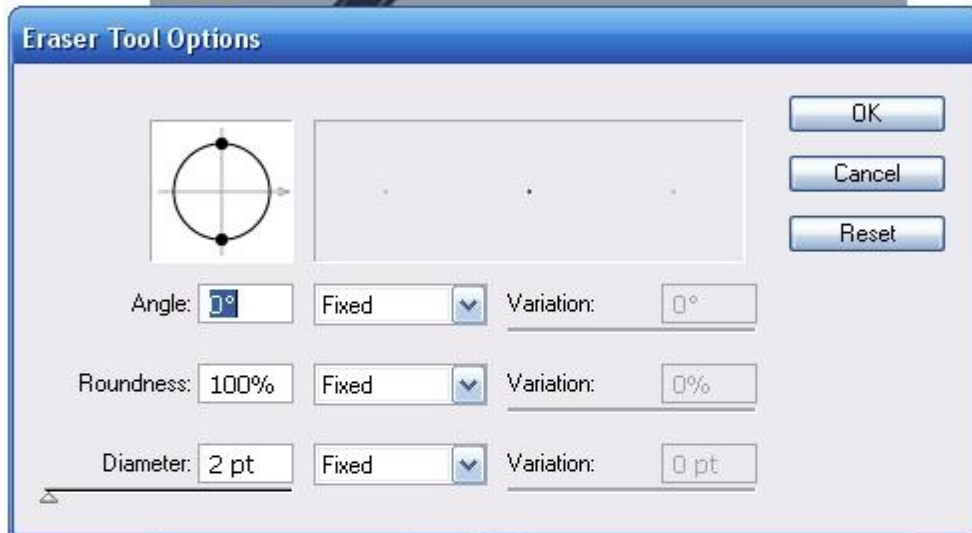 Eraser Tool Options
OK
Cancel
Reset
Angle: 0° Fixed Variation: 0°
Roundness: 100% Fixed Variation: 0%
Diameter: 2 pt Fixed Variation: 0 pt